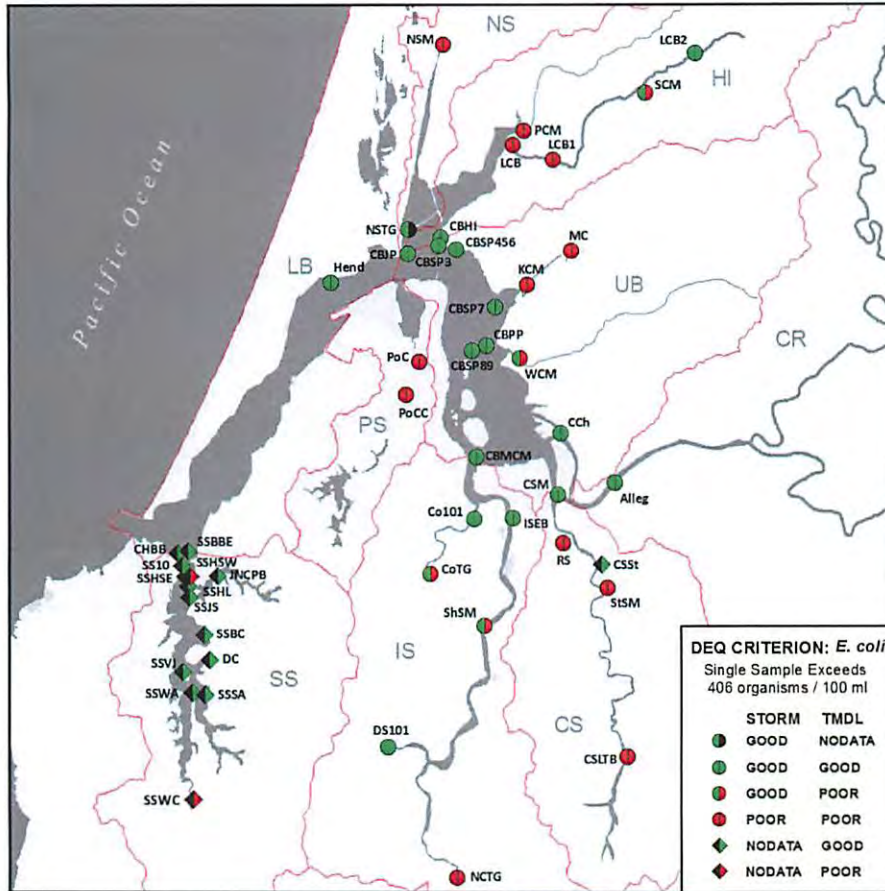 NS
NSM
LCB2
HI
SCM
PCM
LCB
LCB1
Pacific Ocean
NSTG
CBHI
CBSP456
MC
CBJP
CBSP3
LB
Hend
KCM
UB
CBSP7
CR
CBPP
PoC
CBSP89
WCM
PoCC
PS
CCh
CBMCM
CSM
Alleg
Co101
ISEB
SSBBE
CHBB
SSHSW
SS10
JNCPB
SSHSE
SSHL
SSJS
RS
CSSt
CoTG
StSM
ShSM
SSBC
DC
SSVJ
SS
IS
SSWA
SSSA
CS
DS101
CSLTB
SSWC
NCTG
DEQ CRITERION: E. coli
Single Sample Exceeds
406 organisms / 100 ml
STORM TMDL
GOOD NODATA
GOOD GOOD
GOOD POOR
POOR POOR
NODATA GOOD
NODATA POOR